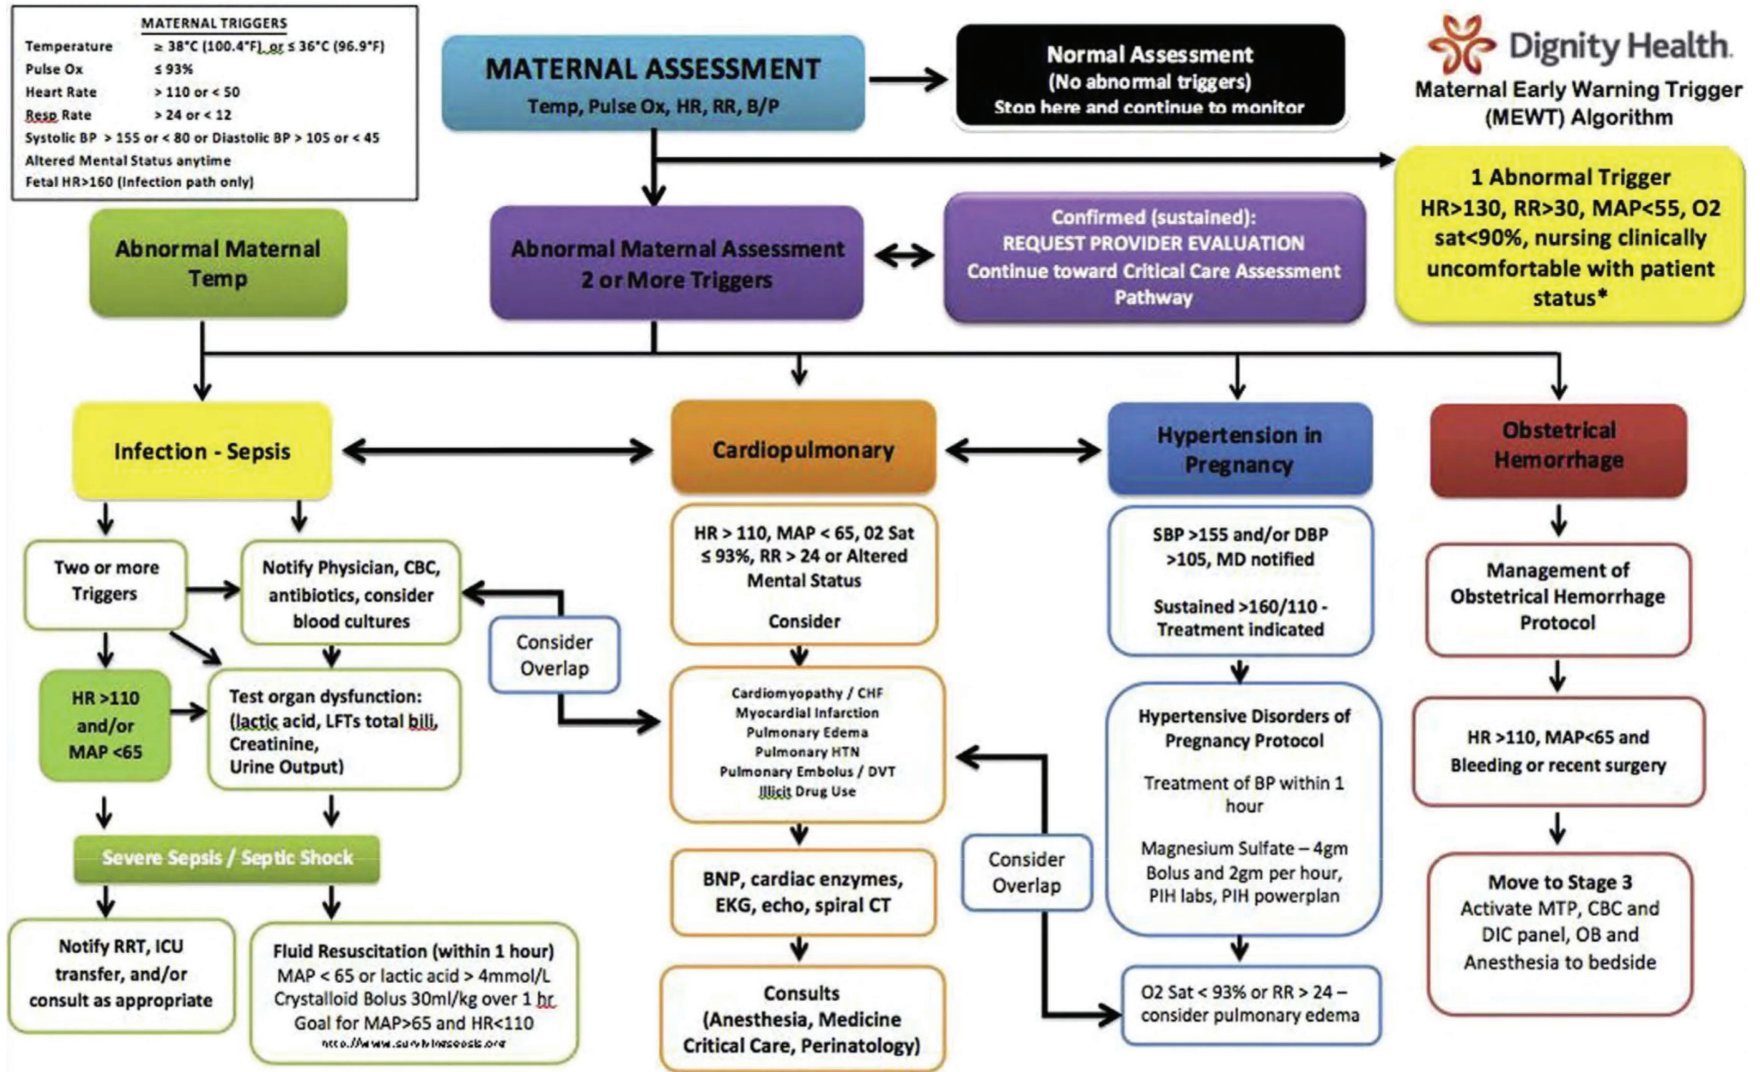 MATERNAL TRIGGERS
Temperature ≥ 38°C (100.4°F) or ≤ 36°C (96.9°F)
Pulse Ox ≤ 93%
Heart Rate > 110 or < 50
Resp Rate > 24 or < 12
Systolic BP > 155 or < 80 or Diastolic BP > 105 or < 45
Altered Mental Status anytime
Fetal HR>160 (Infection path only)
MATERNAL ASSESSMENT
Temp, Pulse Ox, HR, RR, B/P
Normal Assessment
(No abnormal triggers)
Stop here and continue to monitor
Dignity Health.
Maternal Early Warning Trigger
(MEWT) Algorithm
1 Abnormal Trigger
HR>130, RR>30, MAP<55, O2
sat<90%, nursing clinically
uncomfortable with patient
status*
Abnormal Maternal
Temp
Abnormal Maternal Assessment
2 or More Triggers
Confirmed (sustained):
REQUEST PROVIDER EVALUATION
Continue toward Critical Care Assessment
Pathway
Infection - Sepsis
Cardiopulmonary
Hypertension in
Pregnancy
Obstetrical
Hemorrhage
Two or more
Triggers
Notify Physician, CBC,
antibiotics, consider
blood cultures
HR >110
and/or
MAP <65
Test organ dysfunction:
(lactic acid, LFTs total bili,
Creatinine,
Urine Output)
Severe Sepsis / Septic Shock
Notify RRT, ICU
transfer, and/or
consult as appropriate
Fluid Resuscitation (within 1 hour)
MAP < 65 or lactic acid > 4mmol/L
Crystalloid Bolus 30ml/kg over 1 hr
Goal for MAP>65 and HR<110
http://www.survivingsepsis.org
Consider
Overlap
HR > 110, MAP < 65, 02 Sat
≤ 93%, RR > 24 or Altered
Mental Status
Consider
Cardiomyopathy / CHF
Myocardial Infarction
Pulmonary Edema
Pulmonary HTN
Pulmonary Embolus / DVT
Illicit Drug Use
BNP, cardiac enzymes,
EKG, echo, spiral CT
Consults
(Anesthesia, Medicine
Critical Care, Perinatology)
Consider
Overlap
SBP >155 and/or DBP
>105, MD notified
Sustained >160/110 -
Treatment indicated
Hypertensive Disorders of
Pregnancy Protocol
Treatment of BP within 1
hour
Magnesium Sulfate – 4gm
Bolus and 2gm per hour,
PIH labs, PIH powerplan
O2 Sat < 93% or RR > 24 –
consider pulmonary edema
Management of
Obstetrical Hemorrhage
Protocol
HR >110, MAP<65 and
Bleeding or recent surgery
Move to Stage 3
Activate MTP, CBC and
DIC panel, OB and
Anesthesia to bedside